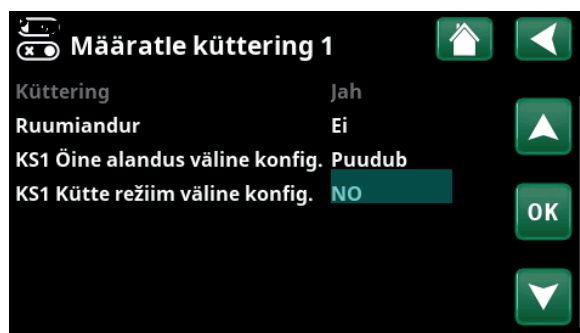 Määratle küttering 1
Küttering Jah
Ruumiandur Ei
KS1 Öine alandus väline konfig. Puudub
KS1 Kütte režiim väline konfig. NO
OK